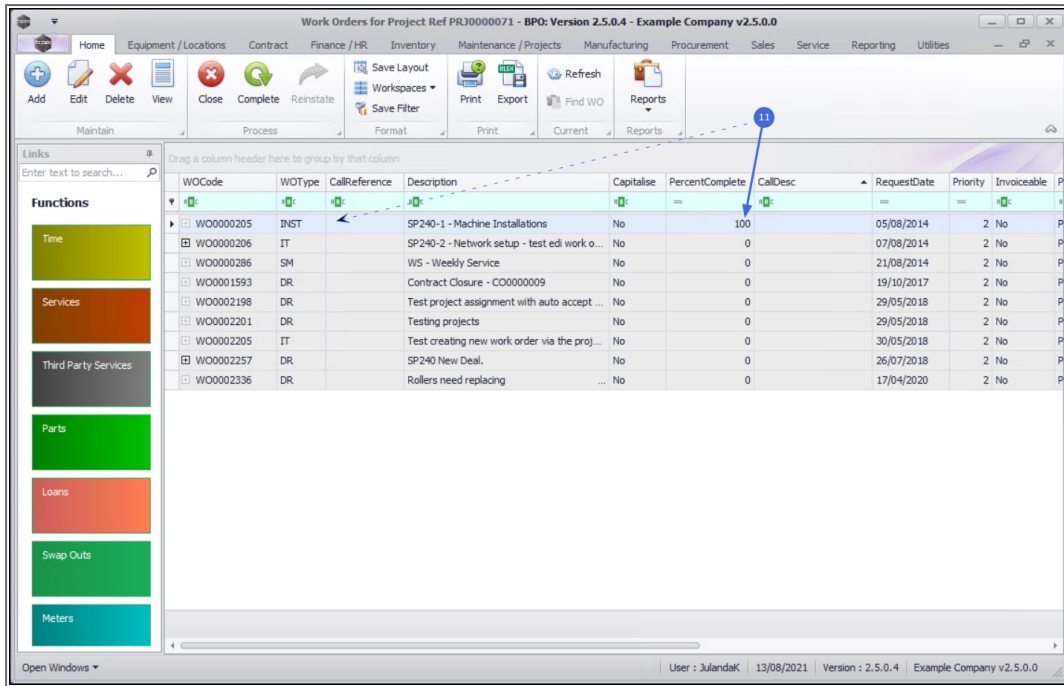 Work Orders for Project Ref PRJ0000071 - BPO: Version 2.5.0.4 - Example Company v2.5.0.0
Home Equipment / Locations Contract Finance / HR Inventory Maintenance / Projects Manufacturing Procurement Sales Service Reporting Utilities
Save Layout
Workspaces
Save Filter
Refresh
Find WO
Add Edit Delete View Close Complete Reinstate Print Export Reports
11
Maintain Process Format Print Current Reports
Links
Enter text to search...
Drag a column header here to group by that column
WOCode WOType CallReference Description Capitalise PercentComplete CallDesc RequestDate Priority Invoiceable P
Functions
WO0000205 INST SP240-1 - Machine Installations No 100 05/08/2014 2 No P
WO0000206 IT SP240-2 - Network setup - test edi work o... No 0 07/08/2014 2 No P
WO0000286 SM WS - Weekly Service No 0 21/08/2014 2 No P
WO0001593 DR Contract Closure - CO0000009 No 0 19/10/2017 2 No P
WO0002198 DR Test project assignment with auto accept ... No 0 29/05/2018 2 No P
WO0002201 DR Testing projects No 0 29/05/2018 2 No P
WO0002205 IT Test creating new work order via the proj... No 0 30/05/2018 2 No P
WO0002257 DR SP240 New Deal. No 0 26/07/2018 2 No P
WO0002336 DR Rollers need replacing ... No 0 17/04/2020 2 No P
Time
Services
Third Party Services
Parts
Loans
Swap Outs
Meters
Open Windows User : JulandaK 13/08/2021 Version : 2.5.0.4 Example Company v2.5.0.0